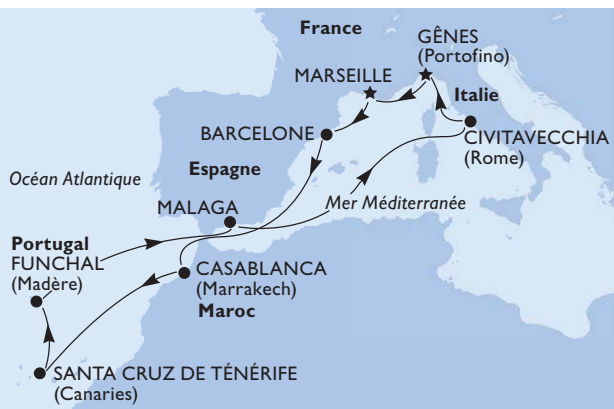 France
GÊNES
(Portofino)
MARSEILLE
Italie
BARCELONE
CIVITAVECCHIA
(Rome)
Espagne
Océan Atlantique
Mer Méditerranée
MALAGA
Portugal
FUNCHAL
(Madère)
CASABLANCA
(Marrakech)
Maroc
SANTA CRUZ DE TÉNÉRIFE
(Canaries)